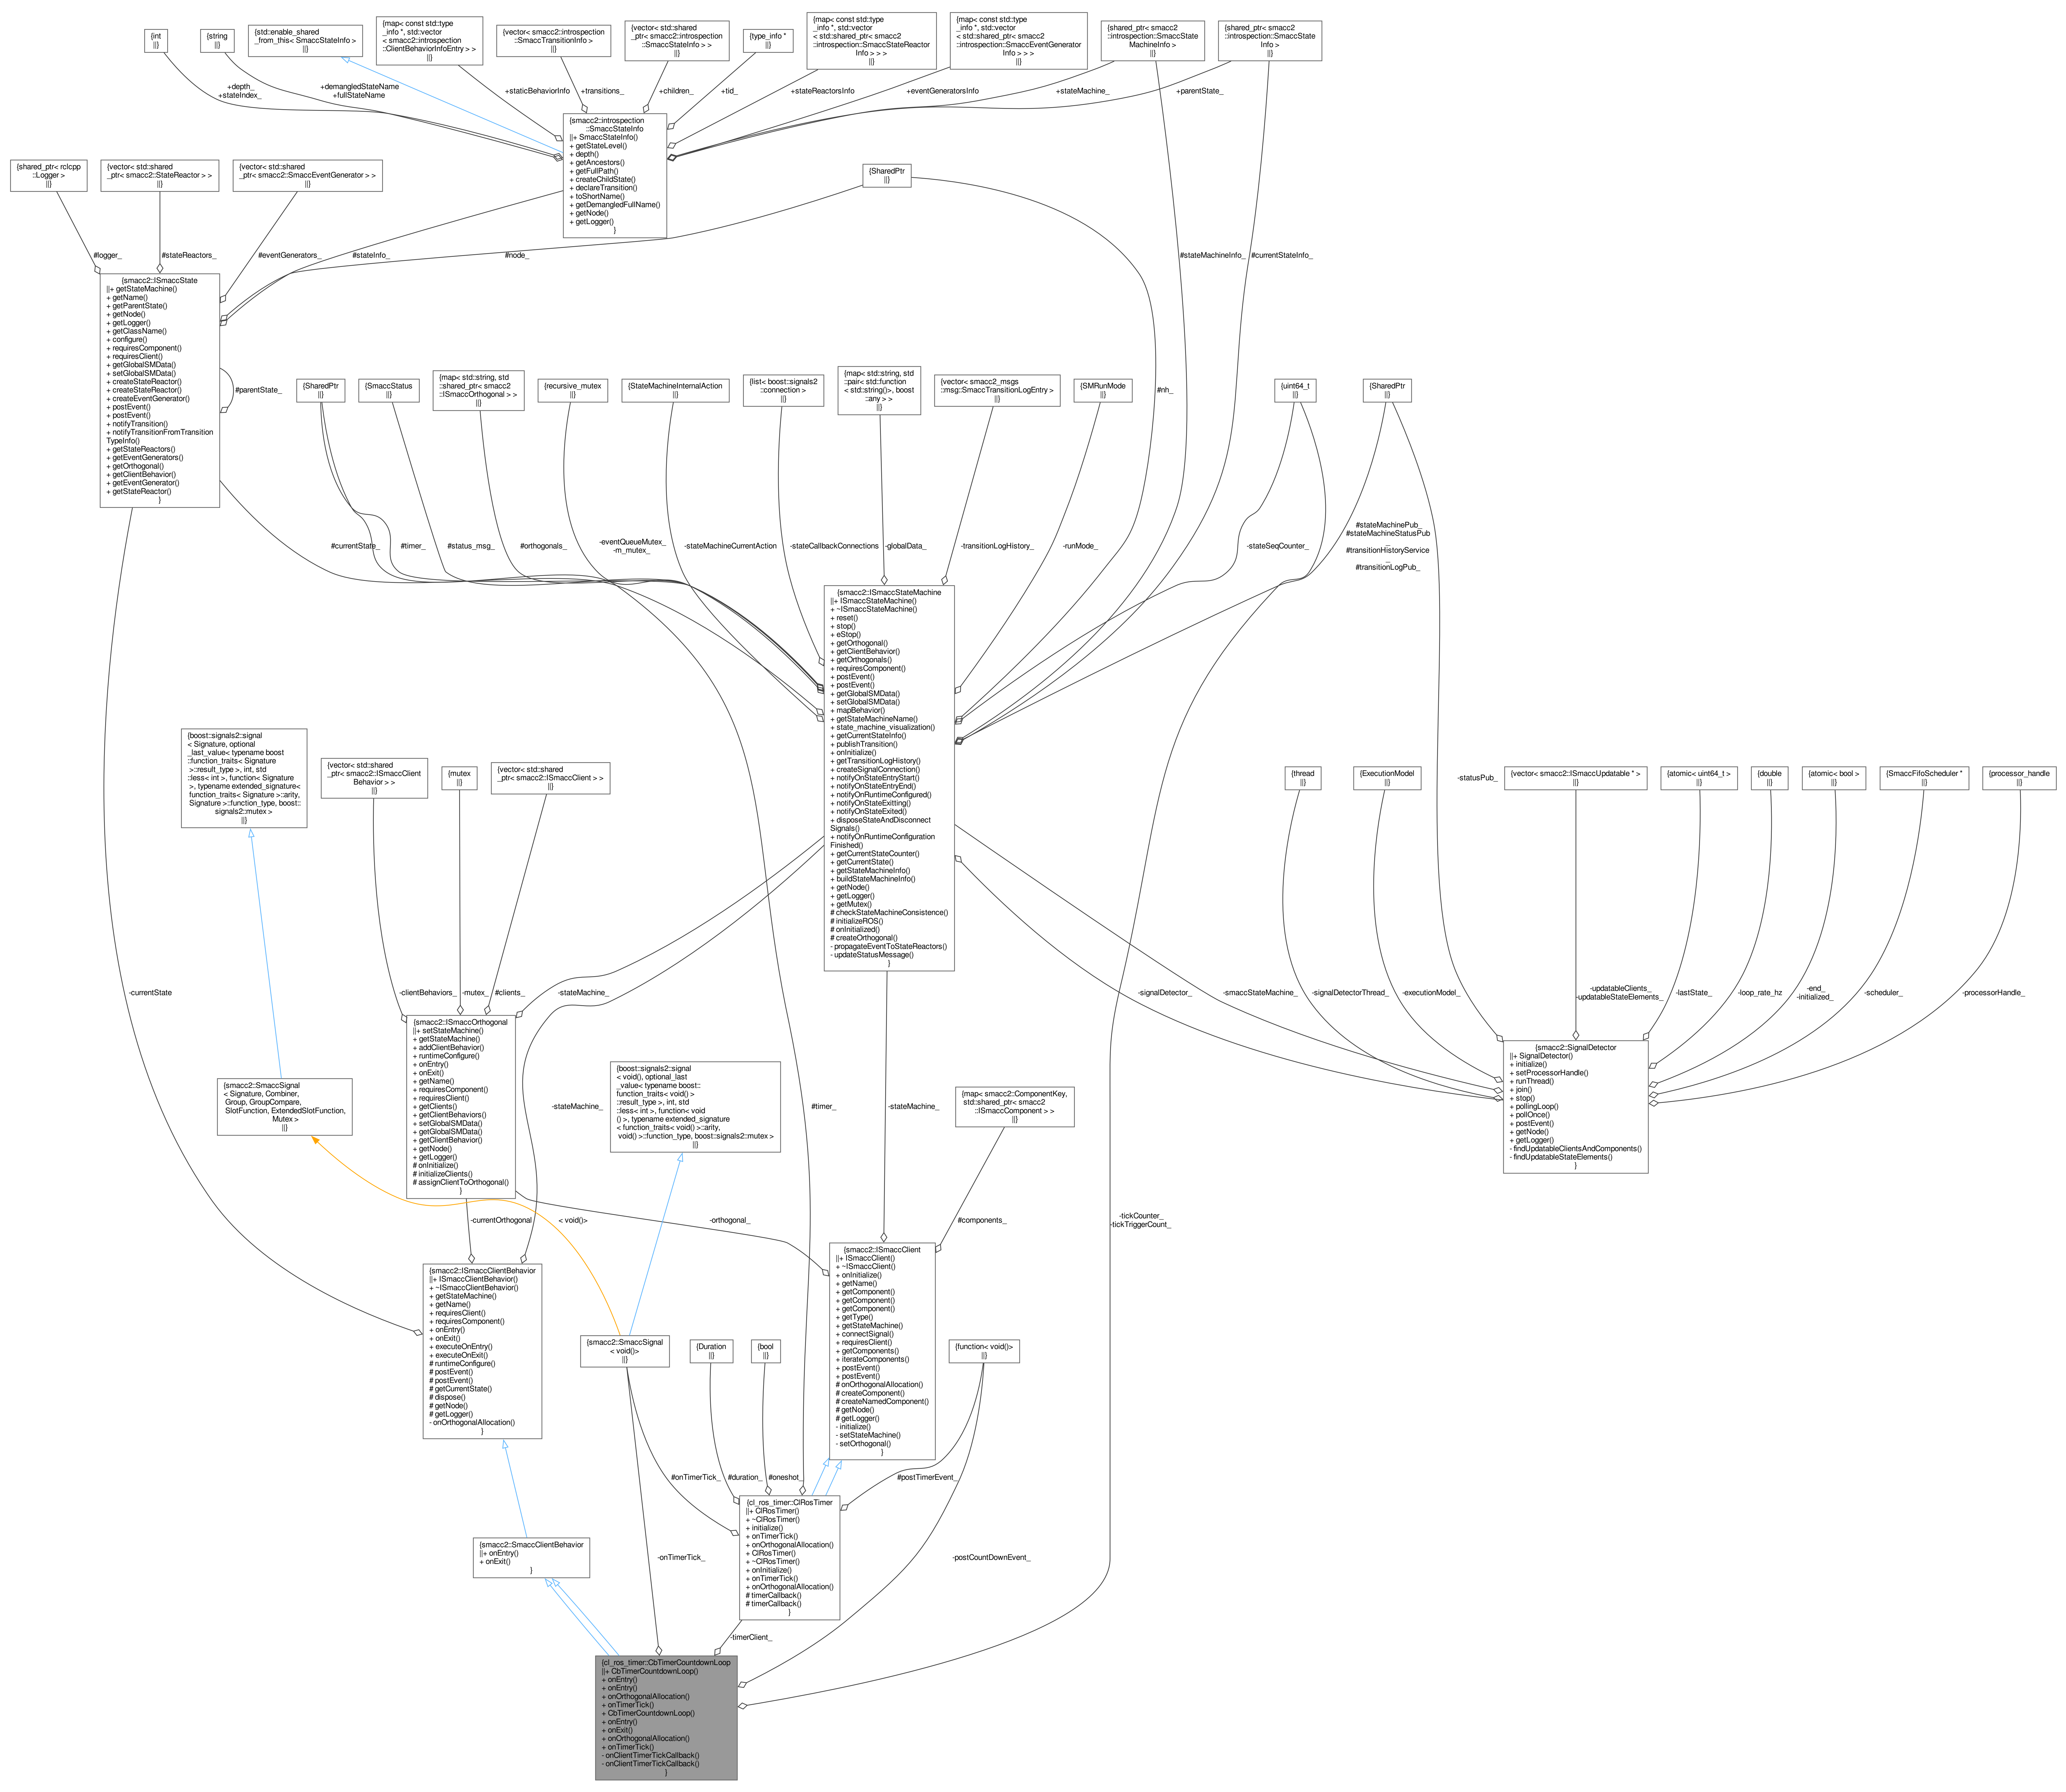 {int
||}
{string
||}
{std::enable_shared
_from_this< SmaccStateInfo >
||}
{map< const std::type
_info *, std::vector
< smacc2::introspection
::ClientBehaviorInfoEntry > >
||}
{vector< smacc2::introspection
::SmaccTransitionInfo >
||}
{vector< std::shared
_ptr< smacc2::introspection
::SmaccStateInfo > >
||}
{type_info *
||}
{map< const std::type
_info *, std::vector
< std::shared_ptr< smacc2
::introspection::SmaccStateReactor
Info > > >
||}
{map< const std::type
_info *, std::vector
< std::shared_ptr< smacc2
::introspection::SmaccEventGenerator
Info > > >
||}
{shared_ptr< smacc2
::introspection::SmaccState
MachineInfo >
||}
{shared_ptr< smacc2
::introspection::SmaccState
Info >
||}
+depth_
+stateIndex_
+demangledStateName
+fullStateName
+staticBehaviorInfo
+transitions_
+children_
+tid_
+stateReactorsInfo
+eventGeneratorsInfo
+stateMachine_
+parentState_
{smacc2::introspection
::SmaccStateInfo
||+ SmaccStateInfo()
+ getStateLevel()
+ depth()
+ getAncestors()
+ getFullPath()
+ createChildState()
+ declareTransition()
+ toShortName()
+ getDemangledFullName()
+ getNode()
+ getLogger()
}
{shared_ptr< rclcpp
::Logger >
||}
{vector< std::shared
_ptr< smacc2::StateReactor > >
||}
{vector< std::shared
_ptr< smacc2::SmaccEventGenerator > >
||}
{SharedPtr
||}
#logger_
#stateReactors_
#eventGenerators_
#stateInfo_
#node_
#stateMachineInfo_
#currentStateInfo_
{smacc2::ISmaccState
||+ getStateMachine()
+ getName()
+ getParentState()
+ getNode()
+ getLogger()
+ getClassName()
+ configure()
+ requiresComponent()
+ requiresClient()
+ getGlobalSMData()
+ setGlobalSMData()
+ createStateReactor()
+ createStateReactor()
+ createEventGenerator()
+ postEvent()
+ postEvent()
+ notifyTransition()
+ notifyTransitionFromTransition
TypeInfo()
+ getStateReactors()
+ getEventGenerators()
+ getOrthogonal()
+ getClientBehavior()
+ getEventGenerator()
+ getStateReactor()
}
#parentState_
{SharedPtr
||}
{SmaccStatus
||}
{map< std::string, std
::shared_ptr< smacc2
::ISmaccOrthogonal > >
||}
{recursive_mutex
||}
{StateMachineInternalAction
||}
{list< boost::signals2
::connection >
||}
{map< std::string, std
::pair< std::function
< std::string()>, boost
::any > >
||}
{vector< smacc2_msgs
::msg::SmaccTransitionLogEntry >
||}
{SMRunMode
||}
#nh_
{uint64_t
||}
{SharedPtr
||}
#currentState_
#timer_
#status_msg_
#orthogonals_
-eventQueueMutex_
-m_mutex_
-stateMachineCurrentAction
-stateCallbackConnections
-globalData_
-transitionLogHistory_
-runMode_
-stateSeqCounter_
#stateMachinePub_
#stateMachineStatusPub
_
#transitionHistoryService
_
#transitionLogPub_
{smacc2::ISmaccStateMachine
||+ ISmaccStateMachine()
+ ~ISmaccStateMachine()
+ reset()
+ stop()
+ eStop()
+ getOrthogonal()
+ getClientBehavior()
+ getOrthogonals()
+ requiresComponent()
+ postEvent()
+ postEvent()
+ getGlobalSMData()
+ setGlobalSMData()
+ mapBehavior()
+ getStateMachineName()
+ state_machine_visualization()
+ getCurrentStateInfo()
+ publishTransition()
+ onInitialize()
+ getTransitionLogHistory()
+ createSignalConnection()
+ notifyOnStateEntryStart()
+ notifyOnStateEntryEnd()
+ notifyOnRuntimeConfigured()
+ notifyOnStateExitting()
+ notifyOnStateExited()
+ disposeStateAndDisconnect
Signals()
+ notifyOnRuntimeConfiguration
Finished()
+ getCurrentStateCounter()
+ getCurrentState()
+ getStateMachineInfo()
+ buildStateMachineInfo()
+ getNode()
+ getLogger()
+ getMutex()
# checkStateMachineConsistence()
# initializeROS()
# onInitialized()
# createOrthogonal()
- propagateEventToStateReactors()
- updateStatusMessage()
}
{boost::signals2::signal
< Signature, optional
_last_value< typename boost
::function_traits< Signature
>::result_type >, int, std
::less< int >, function< Signature
>, typename extended_signature<
function_traits< Signature >::arity,
Signature >::function_type, boost::
signals2::mutex >
||}
{vector< std::shared
_ptr< smacc2::ISmaccClient
Behavior > >
||}
{mutex
||}
{vector< std::shared
_ptr< smacc2::ISmaccClient > >
||}
{thread
||}
{ExecutionModel
||}
-statusPub_
{vector< smacc2::ISmaccUpdatable * >
||}
{atomic< uint64_t >
||}
{double
||}
{atomic< bool >
||}
{SmaccFifoScheduler *
||}
{processor_handle
||}
-currentState
-clientBehaviors_
-mutex_
#clients_
-stateMachine_
-signalDetector_
-smaccStateMachine_
-signalDetectorThread_
-executionModel_
-updatableClients_
-updatableStateElements_
-lastState_
-loop_rate_hz
-end_
-initialized_
-scheduler_
-processorHandle_
{smacc2::ISmaccOrthogonal
||+ setStateMachine()
+ getStateMachine()
+ addClientBehavior()
+ runtimeConfigure()
+ onEntry()
+ onExit()
+ getName()
+ requiresComponent()
+ requiresClient()
+ getClients()
+ getClientBehaviors()
+ setGlobalSMData()
+ getGlobalSMData()
+ getClientBehavior()
+ getNode()
+ getLogger()
# onInitialize()
# initializeClients()
# assignClientToOrthogonal()
}
{smacc2::SignalDetector
||+ SignalDetector()
+ initialize()
+ setProcessorHandle()
+ runThread()
+ join()
+ stop()
+ pollingLoop()
+ pollOnce()
+ postEvent()
+ getNode()
+ getLogger()
- findUpdatableClientsAndComponents()
- findUpdatableStateElements()
}
{smacc2::SmaccSignal
< Signature, Combiner,
Group, GroupCompare,
SlotFunction, ExtendedSlotFunction,
Mutex >
||}
{boost::signals2::signal
< void(), optional_last
_value< typename boost::
function_traits< void() >
::result_type >, int, std
::less< int >, function< void
() >, typename extended_signature
< function_traits< void() >::arity,
void() >::function_type, boost::signals2::mutex >
||}
-stateMachine_
#timer_
-stateMachine_
{map< smacc2::ComponentKey,
std::shared_ptr< smacc2
::ISmaccComponent > >
||}
-currentOrthogonal
< void()>
-orthogonal_
#components_
-tickCounter_
-tickTriggerCount_
{smacc2::ISmaccClientBehavior
||+ ISmaccClientBehavior()
+ ~ISmaccClientBehavior()
+ getStateMachine()
+ getName()
+ requiresClient()
+ requiresComponent()
+ onEntry()
+ onExit()
+ executeOnEntry()
+ executeOnExit()
# runtimeConfigure()
# postEvent()
# postEvent()
# getCurrentState()
# dispose()
# getNode()
# getLogger()
- onOrthogonalAllocation()
}
{smacc2::ISmaccClient
||+ ISmaccClient()
+ ~ISmaccClient()
+ onInitialize()
+ getName()
+ getComponent()
+ getComponent()
+ getComponent()
+ getType()
+ getStateMachine()
+ connectSignal()
+ requiresClient()
+ getComponents()
+ iterateComponents()
+ postEvent()
+ postEvent()
# onOrthogonalAllocation()
# createComponent()
# createNamedComponent()
# getNode()
# getLogger()
- initialize()
- setStateMachine()
- setOrthogonal()
}
{smacc2::SmaccSignal
< void()>
||}
{Duration
||}
{bool
||}
{function< void()>
||}
#onTimerTick_
#duration_
#oneshot_
#postTimerEvent_
{cl_ros_timer::ClRosTimer
||+ ClRosTimer()
+ ~ClRosTimer()
+ initialize()
+ onTimerTick()
+ onOrthogonalAllocation()
+ ClRosTimer()
+ ~ClRosTimer()
+ onInitialize()
+ onTimerTick()
+ onOrthogonalAllocation()
# timerCallback()
# timerCallback()
}
{smacc2::SmaccClientBehavior
||+ onEntry()
+ onExit()
}
-onTimerTick_
-postCountDownEvent_
-timerClient_
{cl_ros_timer::CbTimerCountdownLoop
||+ CbTimerCountdownLoop()
+ onEntry()
+ onEntry()
+ onOrthogonalAllocation()
+ onTimerTick()
+ CbTimerCountdownLoop()
+ onEntry()
+ onExit()
+ onOrthogonalAllocation()
+ onTimerTick()
- onClientTimerTickCallback()
- onClientTimerTickCallback()
}